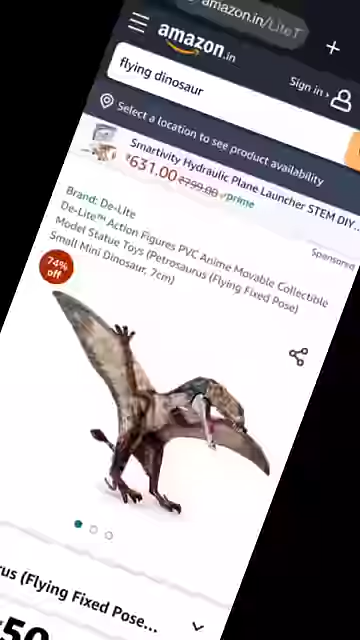 amazon.in/LiteT
amazon.in
Sign in ›
flying dinosaur
Select a location to see product availability
Smartivity Hydraulic Plane Launcher STEM DIY...
₹631.00 ₹799.00 ✓prime
Sponsored
Brand: De-Lite
De-Lite™ Action Figures PVC Anime Movable Collectible
Model Statue Toys (Petrosaurus (Flying Fixed Pose)
Small Mini Dinosaur, 7cm)
74%
off
rus (Flying Fixed Pose...
50